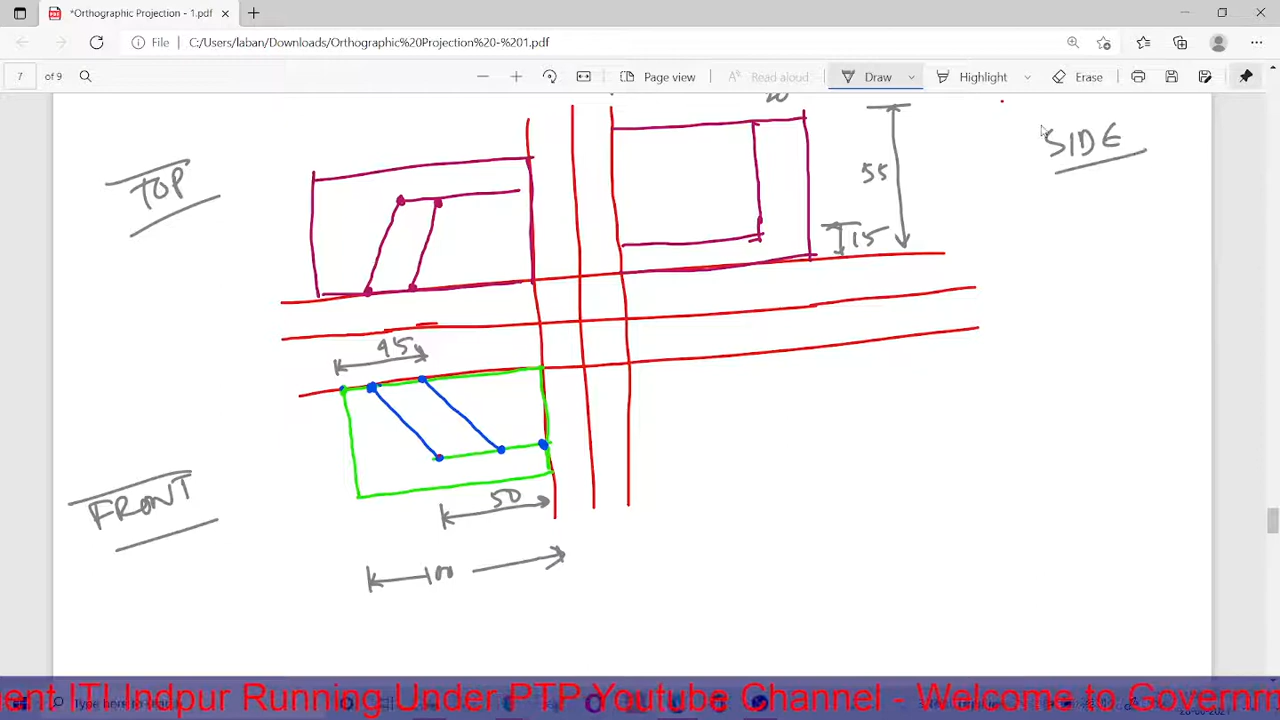 *Orthographic Projection - 1.pdf
File
C:/Users/laban/Downloads/Orthographic%20Projection%20-%201.pdf
7 of 9
Page view
Read aloud
Draw
Highlight
Erase
20
TOP
SIDE
55
15
45
FRONT
50
100
ent ITI Indpur Running Under PTP Youtube Channel - Welcome to Governm